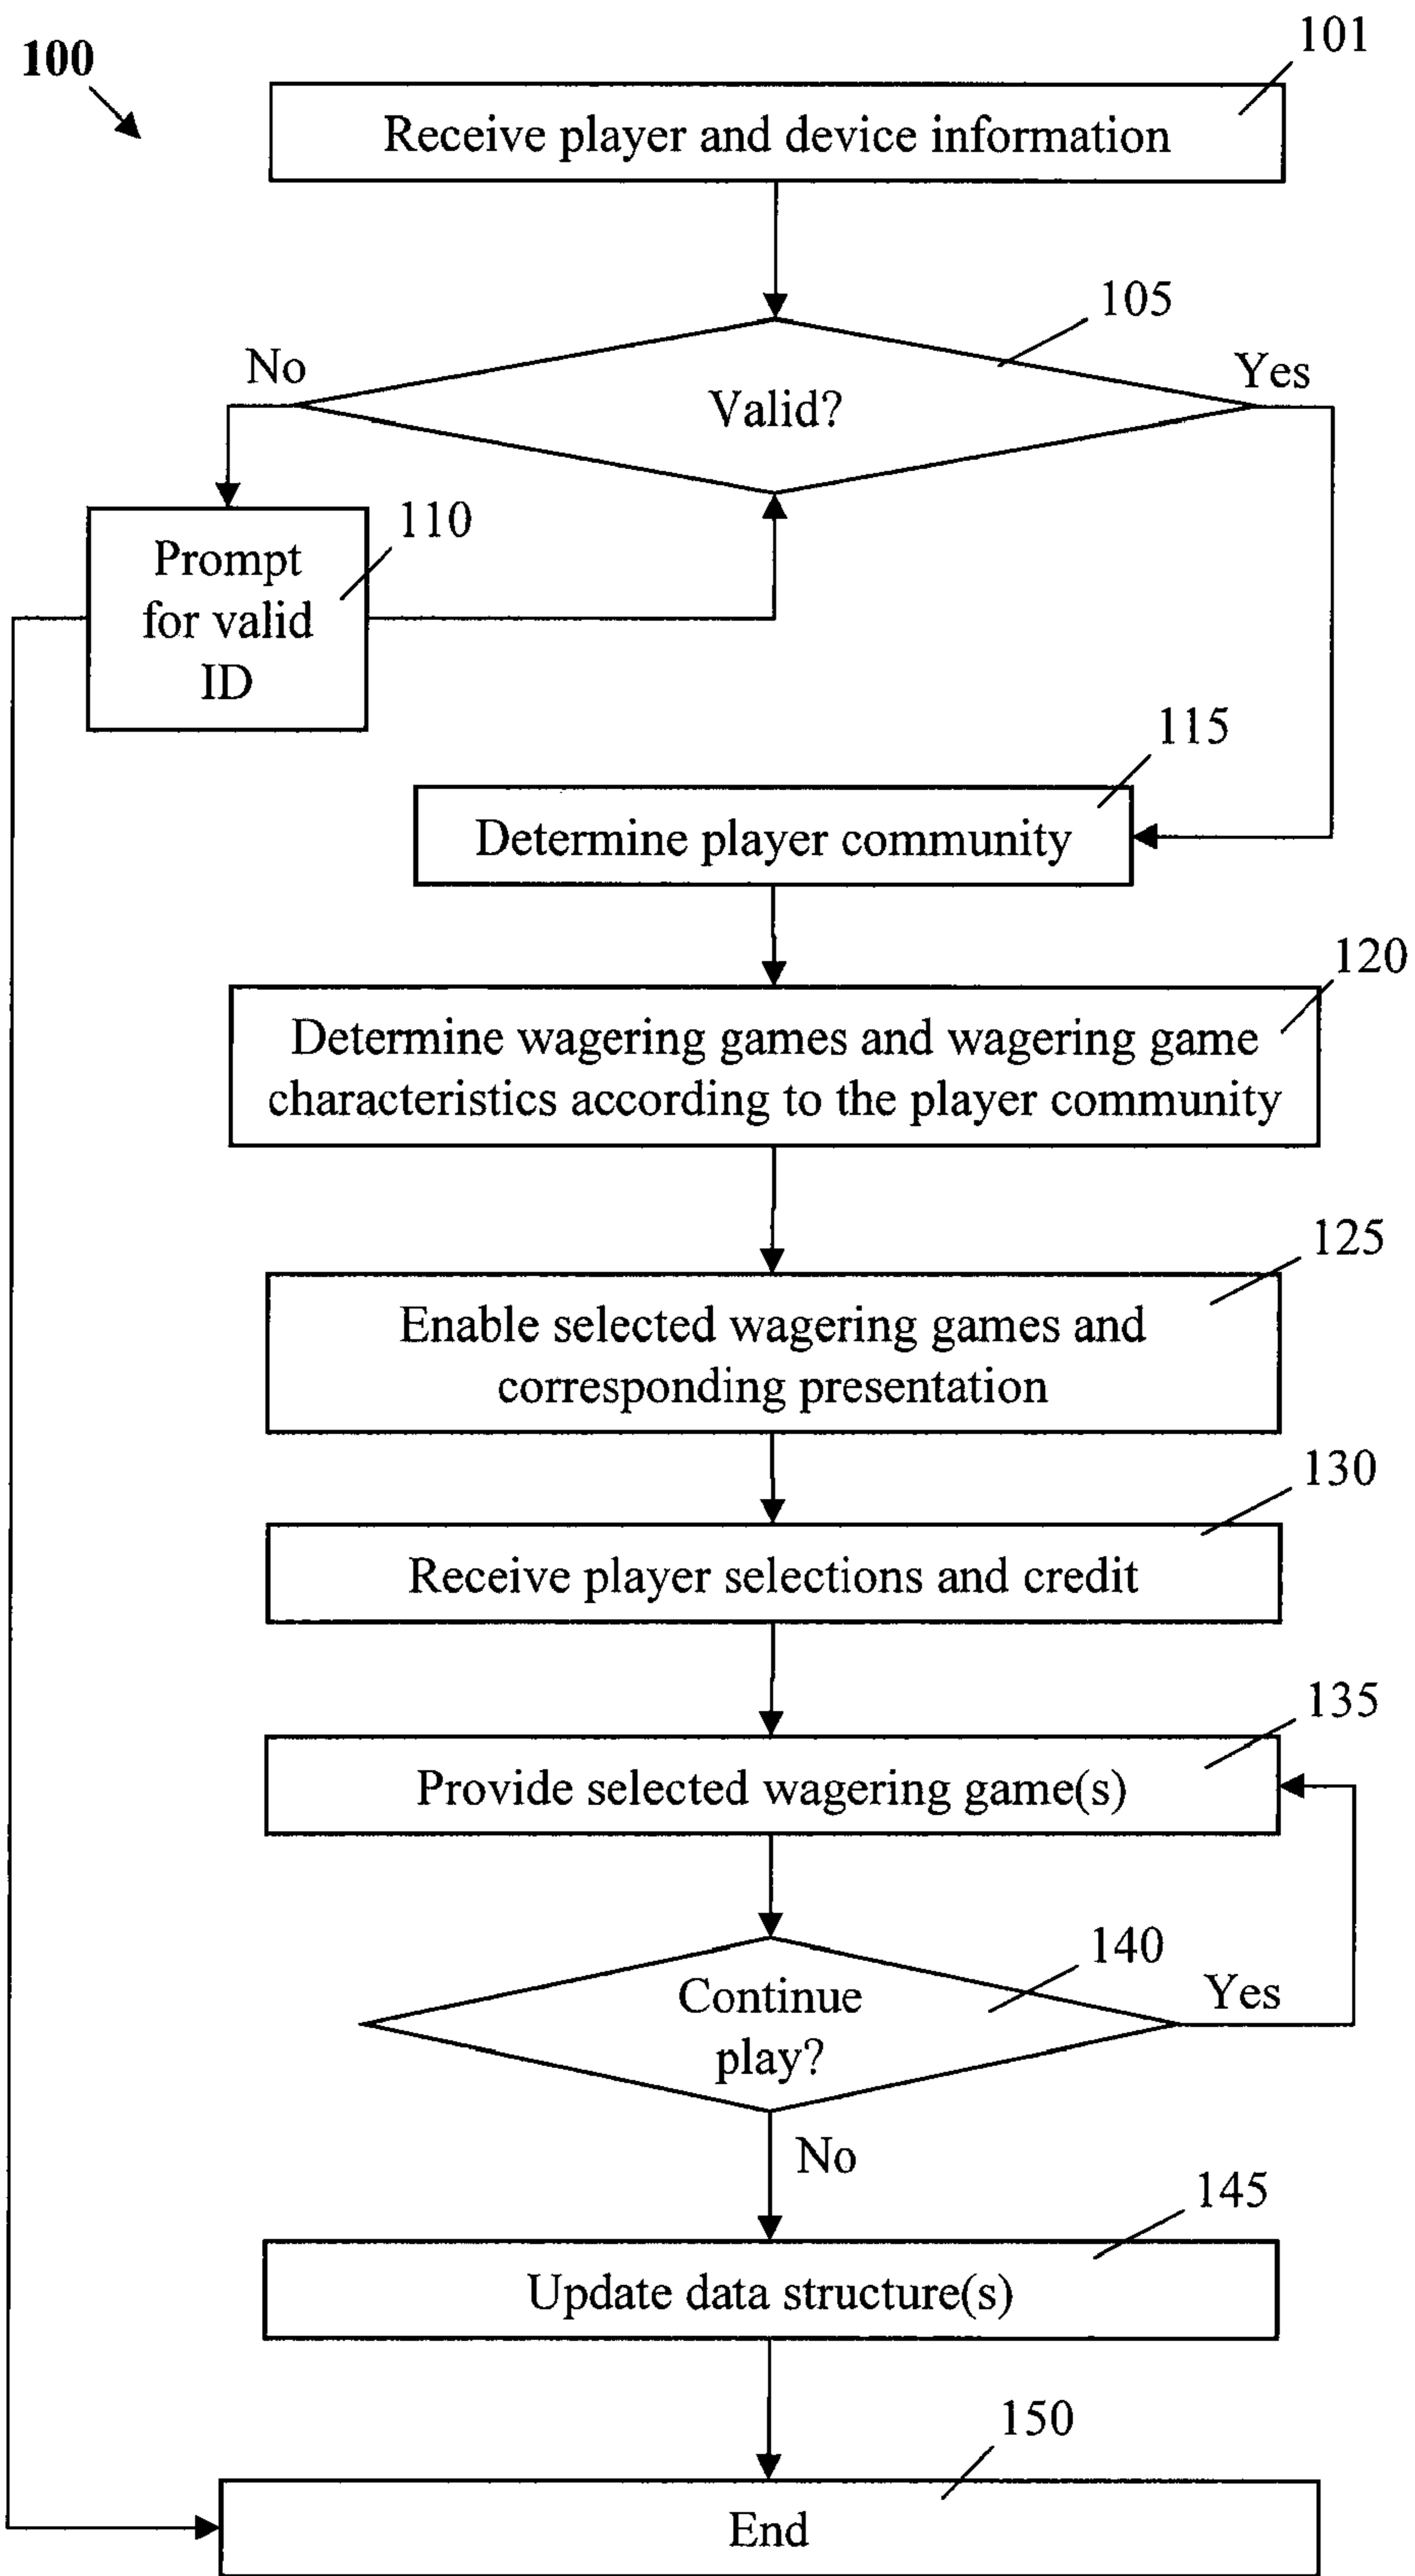 100
101
Receive player and device information
105
No
Yes
Valid?
110
Prompt
for valid
ID
115
Determine player community
120
Determine wagering games and wagering game
characteristics according to the player community
125
Enable selected wagering games and
corresponding presentation
130
Receive player selections and credit
135
Provide selected wagering game(s)
140
Continue
play?
Yes
No
145
Update data structure(s)
150
End